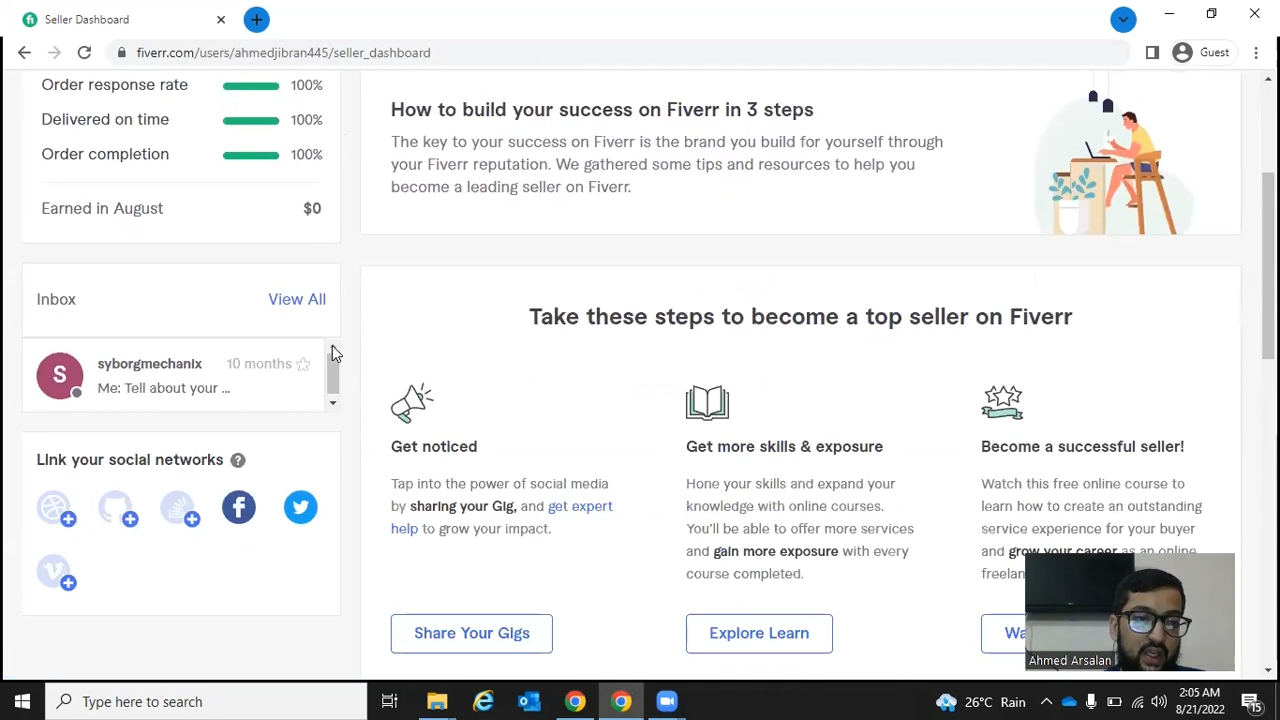 fi Seller Dashboard
fiverr.com/users/ahmedjibran445/seller_dashboard
Guest
Order response rate 100%
Delivered on time 100%
Order completion 100%
Earned in August $0
Inbox View All
S
syborgmechanix 10 months
Me: Tell about your ...
Link your social networks ?
How to build your success on Fiverr in 3 steps
The key to your success on Fiverr is the brand you build for yourself through
your Fiverr reputation. We gathered some tips and resources to help you
become a leading seller on Fiverr.
Take these steps to become a top seller on Fiverr
Get noticed
Tap into the power of social media
by sharing your Gig, and get expert
help to grow your impact.
Share Your Gigs
Get more skills & exposure
Hone your skills and expand your
knowledge with online courses.
You'll be able to offer more services
and gain more exposure with every
course completed.
Explore Learn
Become a successful seller!
Watch this free online course to
learn how to create an outstanding
service experience for your buyer
and grow your career as an online
Ahmed Arsalan
Type here to search
26°C Rain
2:05 AM
8/21/2022
15